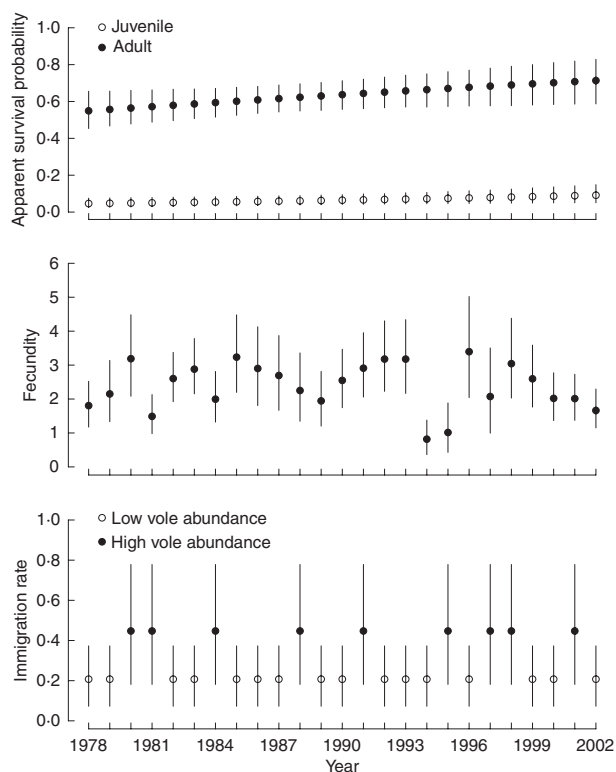 ○ Juvenile
● Adult
Apparent survival probability
1·0
0·8
0·6
0·4
0·2
0·0
Fecundity
6
5
4
3
2
1
0
○ Low vole abundance
● High vole abundance
Immigration rate
1·0
0·8
0·6
0·4
0·2
0·0
1978 1981 1984 1987 1990 1993 1996 1999 2002
Year